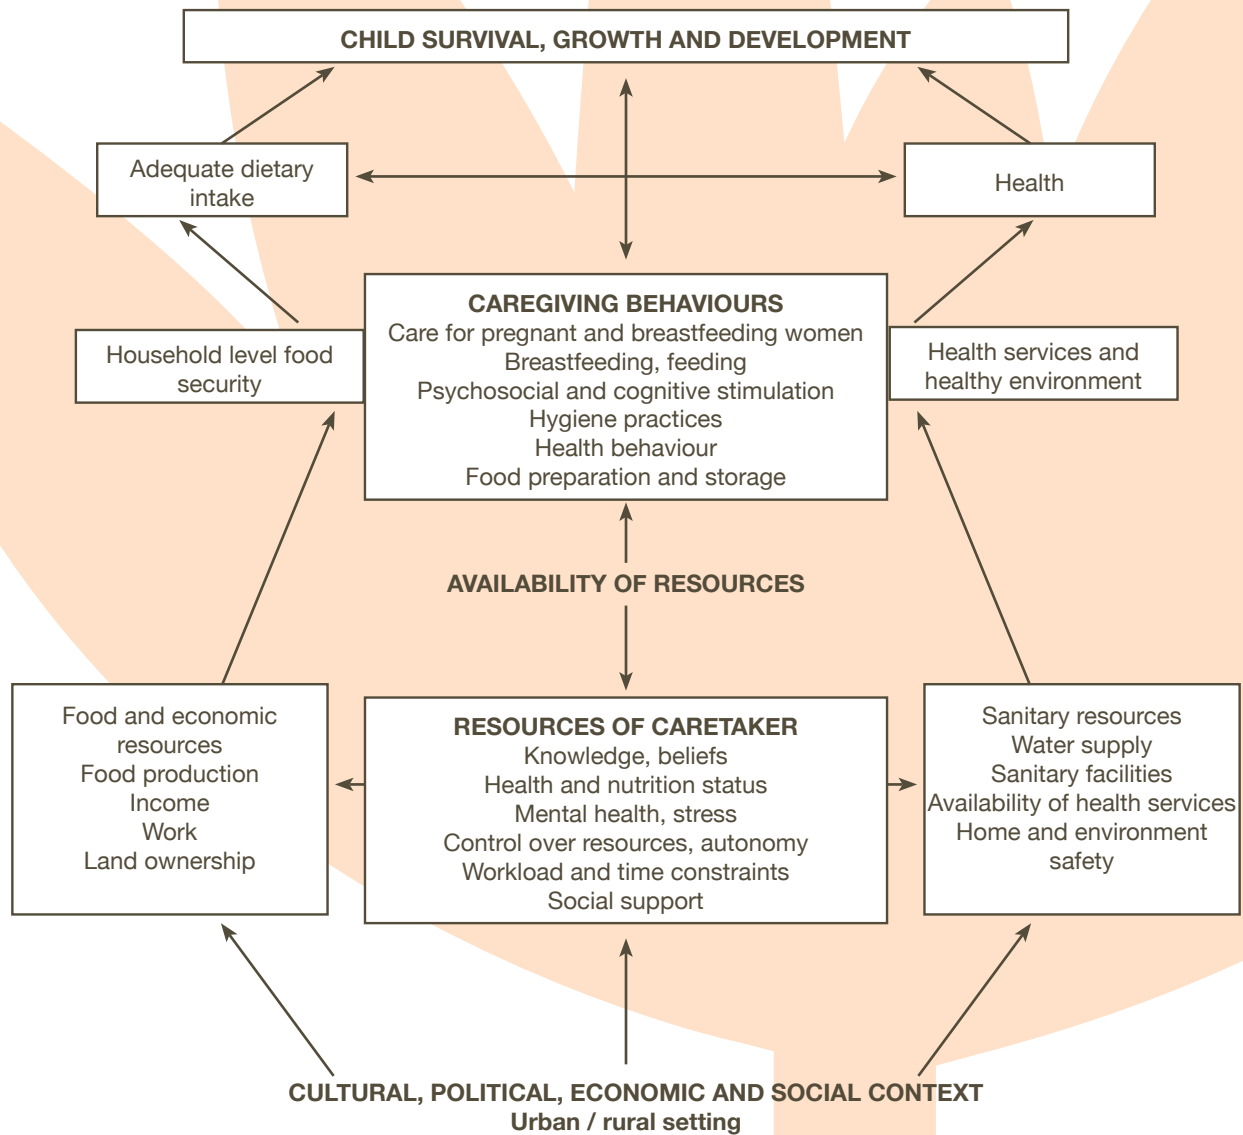 CHILD SURVIVAL, GROWTH AND DEVELOPMENT
Adequate dietary
intake
Health
CAREGIVING BEHAVIOURS
Care for pregnant and breastfeeding women
Breastfeeding, feeding
Psychosocial and cognitive stimulation
Hygiene practices
Health behaviour
Food preparation and storage
Household level food
security
Health services and
healthy environment
AVAILABILITY OF RESOURCES
Food and economic
resources
Food production
Income
Work
Land ownership
RESOURCES OF CARETAKER
Knowledge, beliefs
Health and nutrition status
Mental health, stress
Control over resources, autonomy
Workload and time constraints
Social support
Sanitary resources
Water supply
Sanitary facilities
Availability of health services
Home and environment
safety
CULTURAL, POLITICAL, ECONOMIC AND SOCIAL CONTEXT
Urban / rural setting